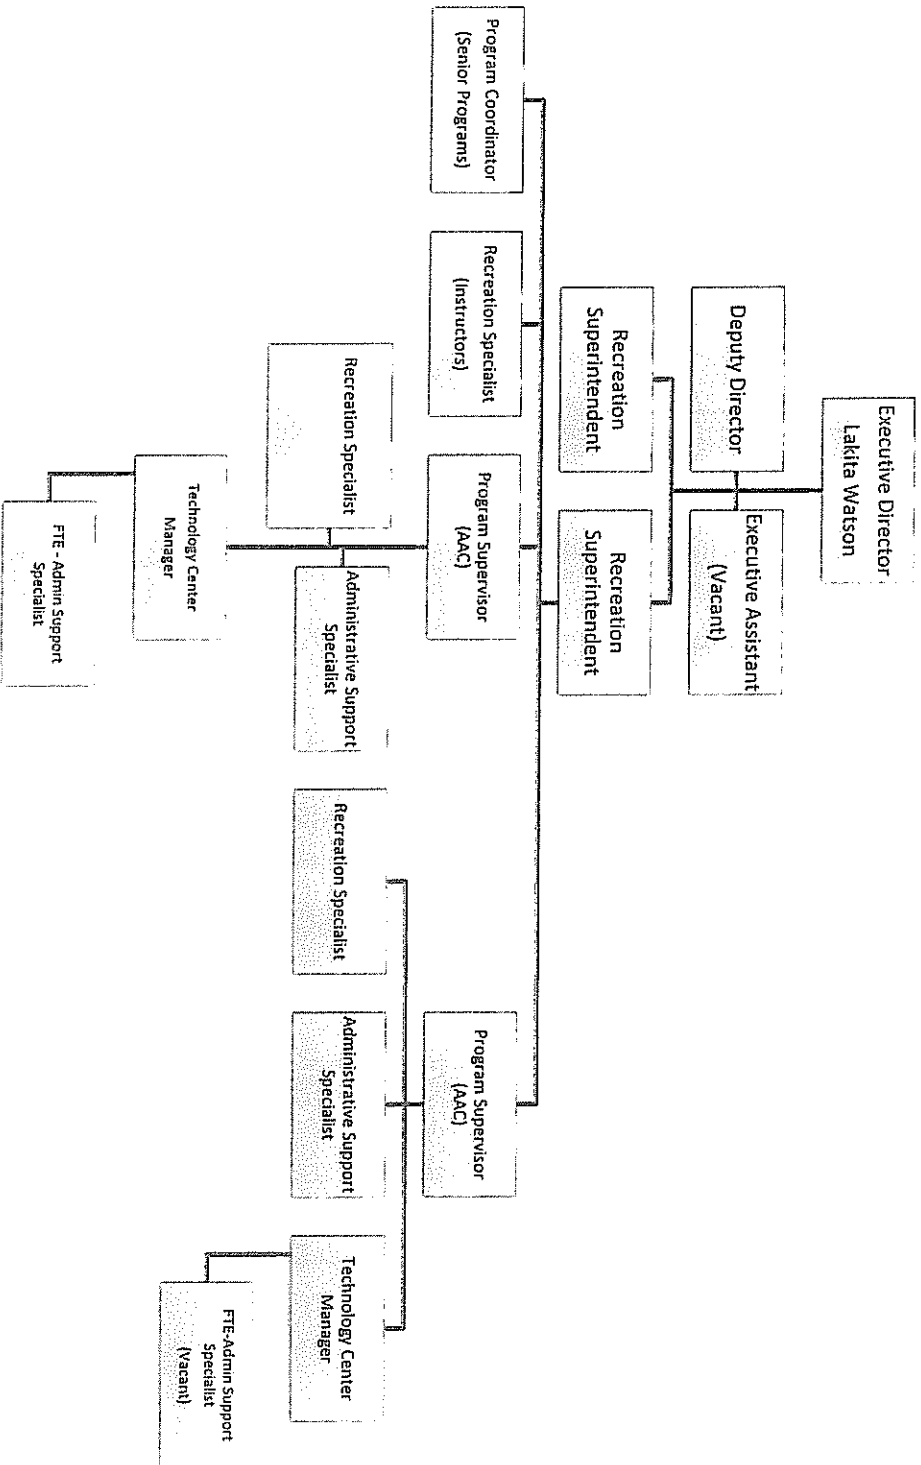 Executive Director
Lakita Watson
Deputy Director
Executive Assistant
(Vacant)
Recreation
Superintendent
Recreation
Superintendent
Program Coordinator
(Senior Programs)
Recreation Specialist
(Instructors)
Program Supervisor
(AAC)
Program Supervisor
(AAC)
Recreation Specialist
Administrative Support
Specialist
Technology Center
Manager
FTE - Admin Support
Specialist
Recreation Specialist
Administrative Support
Specialist
Technology Center
Manager
FTE-Admin Support
Specialist
(Vacant)